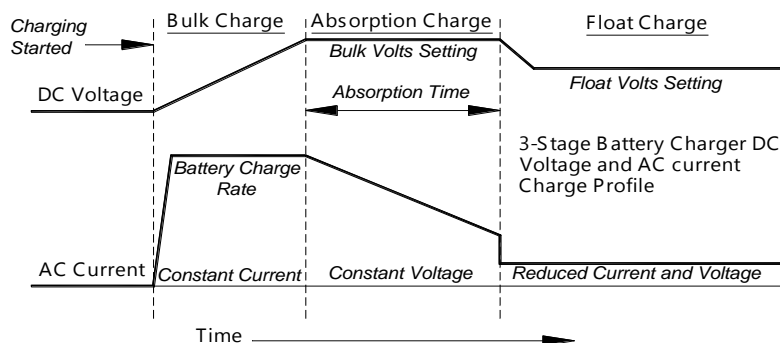 Charging
Started
Bulk Charge
Absorption Charge
Float Charge
Bulk Volts Setting
Float Volts Setting
DC Voltage
Absorption Time
3-Stage Battery Charger DC
Voltage and AC current
Charge Profile
Battery Charge
Rate
AC Current
Constant Current
Constant Voltage
Reduced Current and Voltage
Time